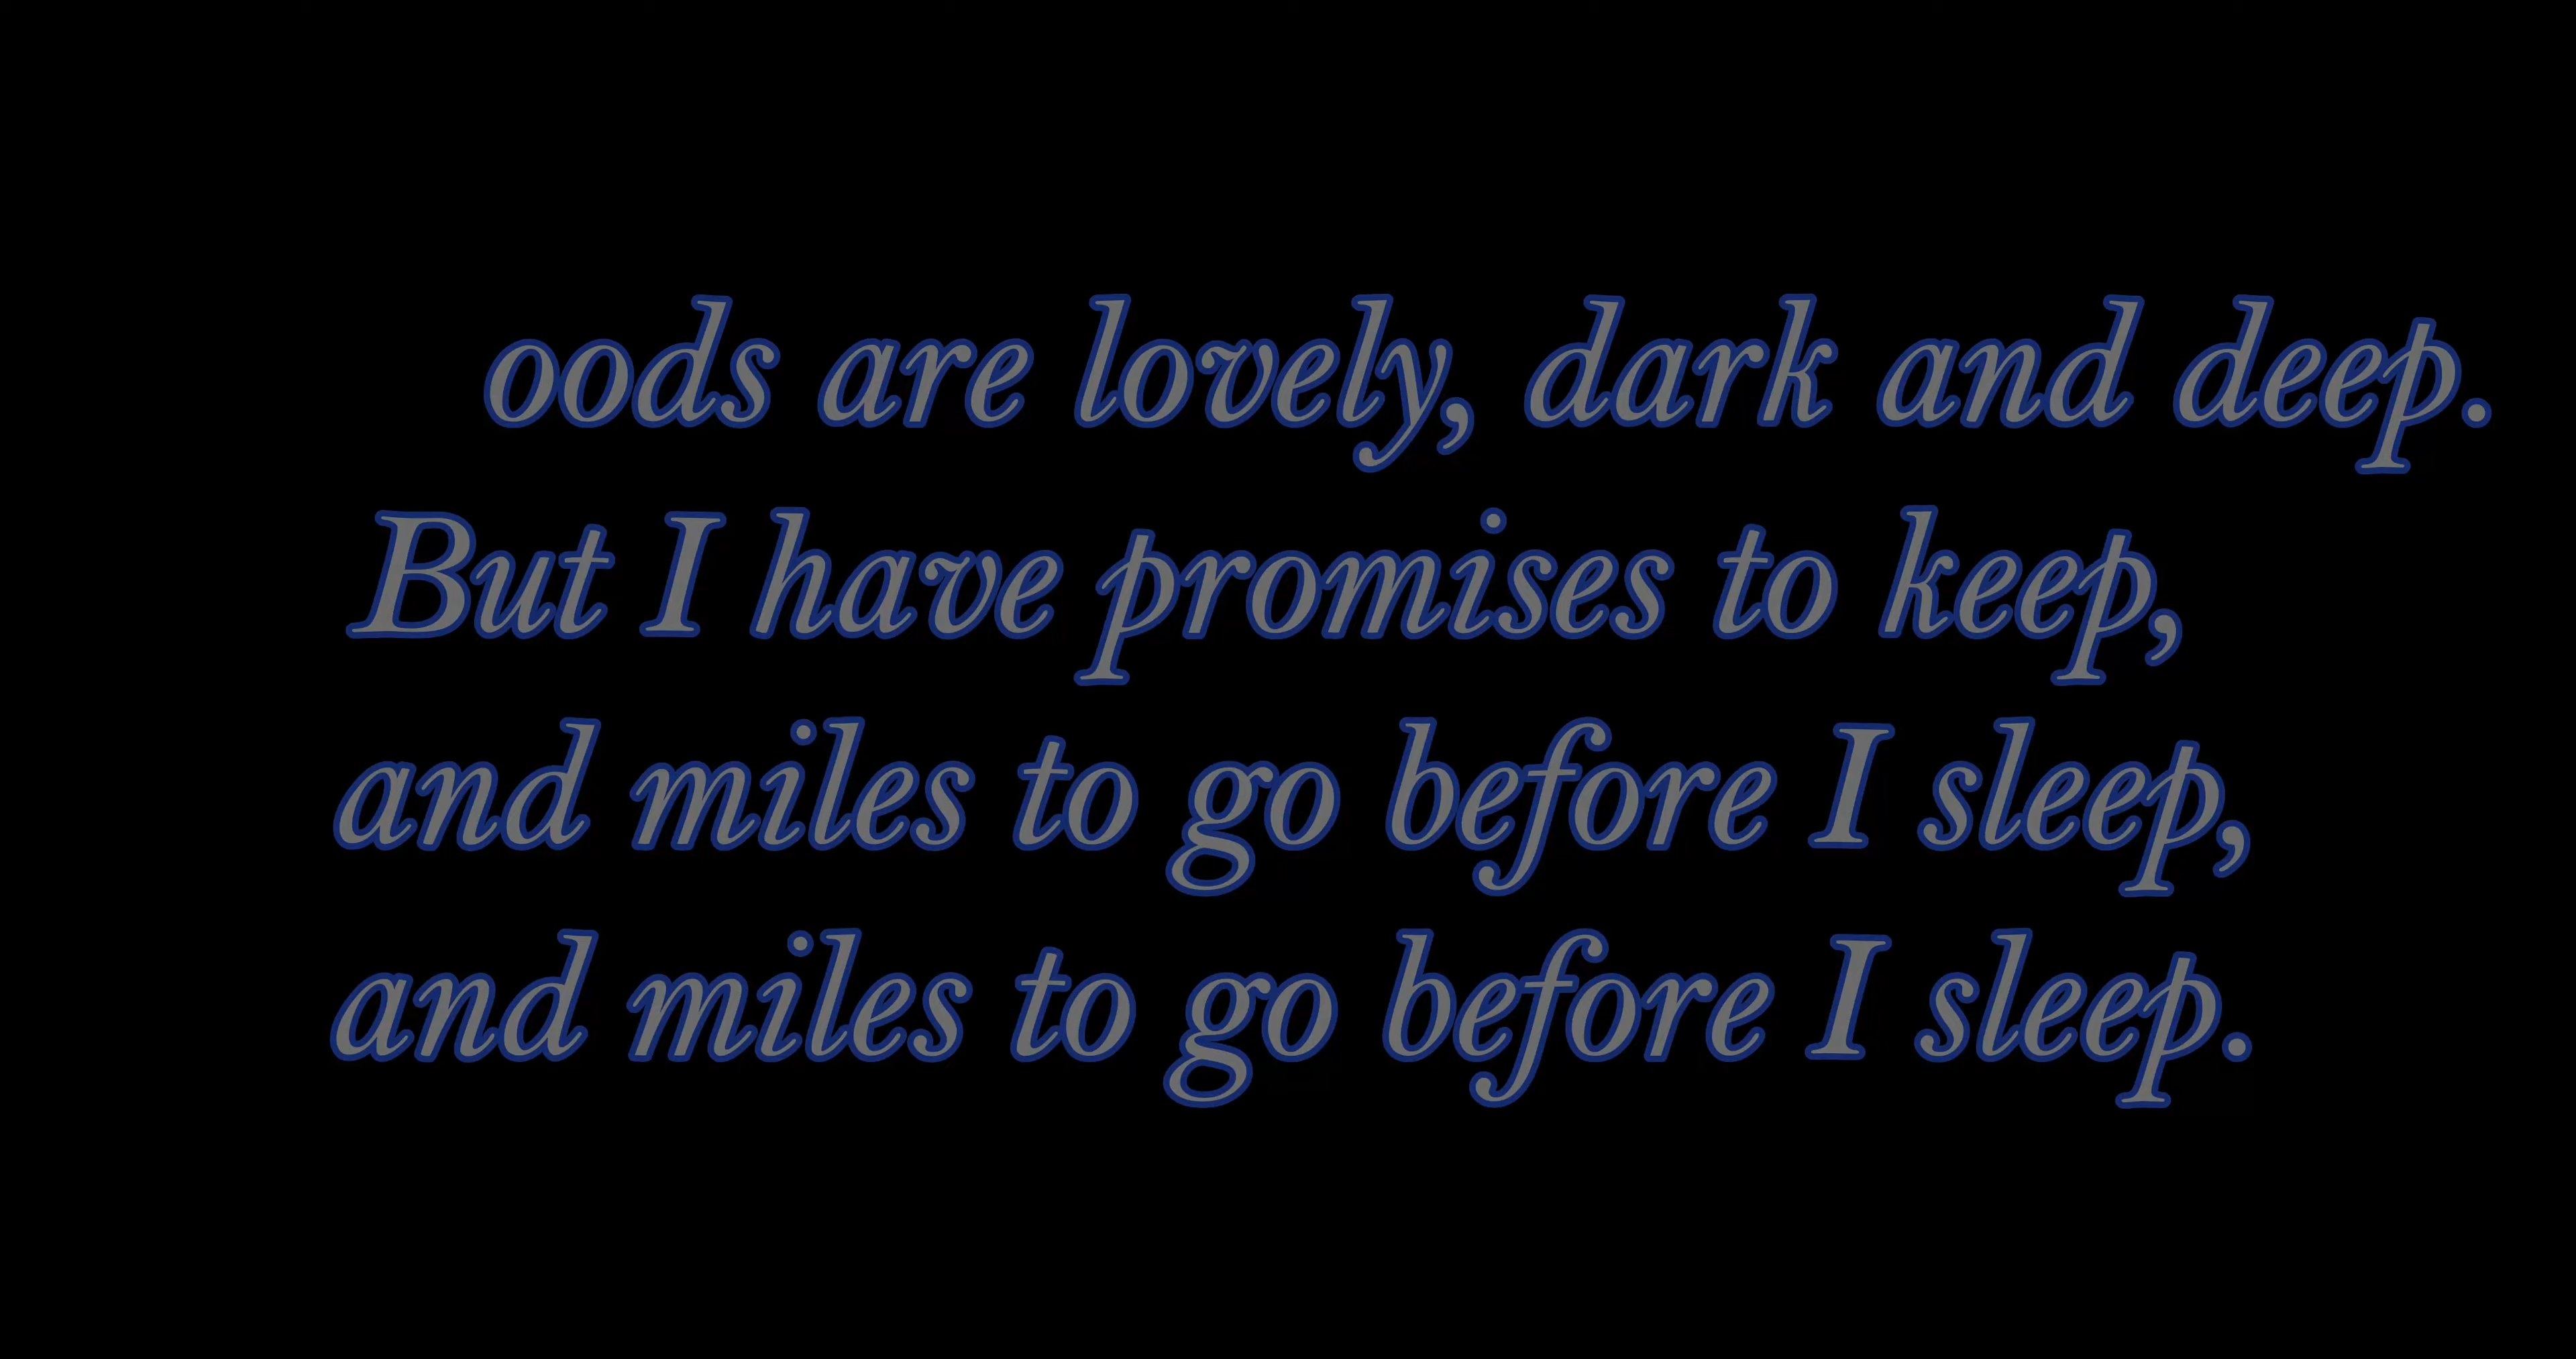 oods are lovely, dark and deep.
But I have promises to keep,
and miles to go before I sleep,
and miles to go before I sleep.